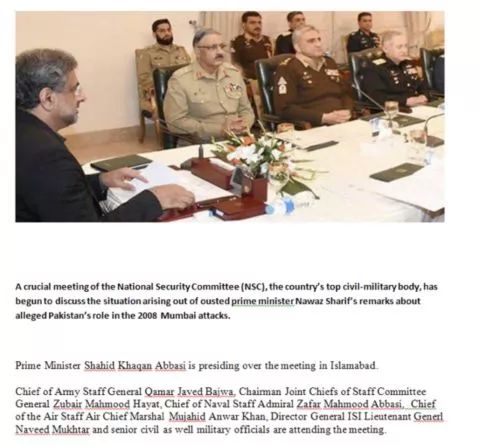 A crucial meeting of the National Security Committee (NSC), the country's top civil-military body, has
begun to discuss the situation arising out of ousted prime minister Nawaz Sharif's remarks about
alleged Pakistan's role in the 2008 Mumbai attacks.
Prime Minister Shahid Khaqan Abbasi is presiding over the meeting in Islamabad.
Chief of Army Staff General Qamar Javed Bajwa, Chairman Joint Chiefs of Staff Committee
General Zubair Mahmood Hayat, Chief of Naval Staff Admiral Zafar Mahmood Abbasi, Chief
of the Air Staff Air Chief Marshal Mujahid Anwar Khan, Director General ISI Lieutenant Generl
Naveed Mukhtar and senior civil as well military officials are attending the meeting.